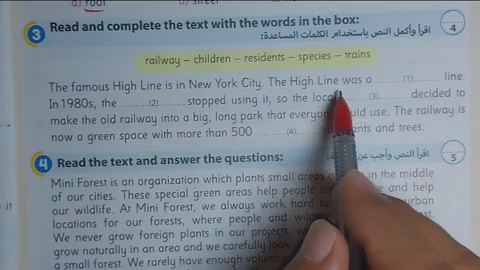 a) root
3 Read and complete the text with the words in the box: 4
اقرأ وأكمل النص باستخدام الكلمات المساعدة:
railway – children – residents – species – trains
The famous High Line is in New York City. The High Line was a (1) line.
In 1980s, the (2) stopped using it, so the (3) decided to
make the old railway into a big, long park that use. The railway is
now a green space with more than 500 (4) and trees.
4 Read the text and answer the questions: 5
Mini Forest is an organization which plants small areas in the middle
of our cities. These special green areas help and help
our wildlife. At Mini Forest, we always work urban
locations for our forests, where people and
We never grow foreign plants in our projects,
grow naturally in an area and we carefully look
a small forest. We rarely have enough